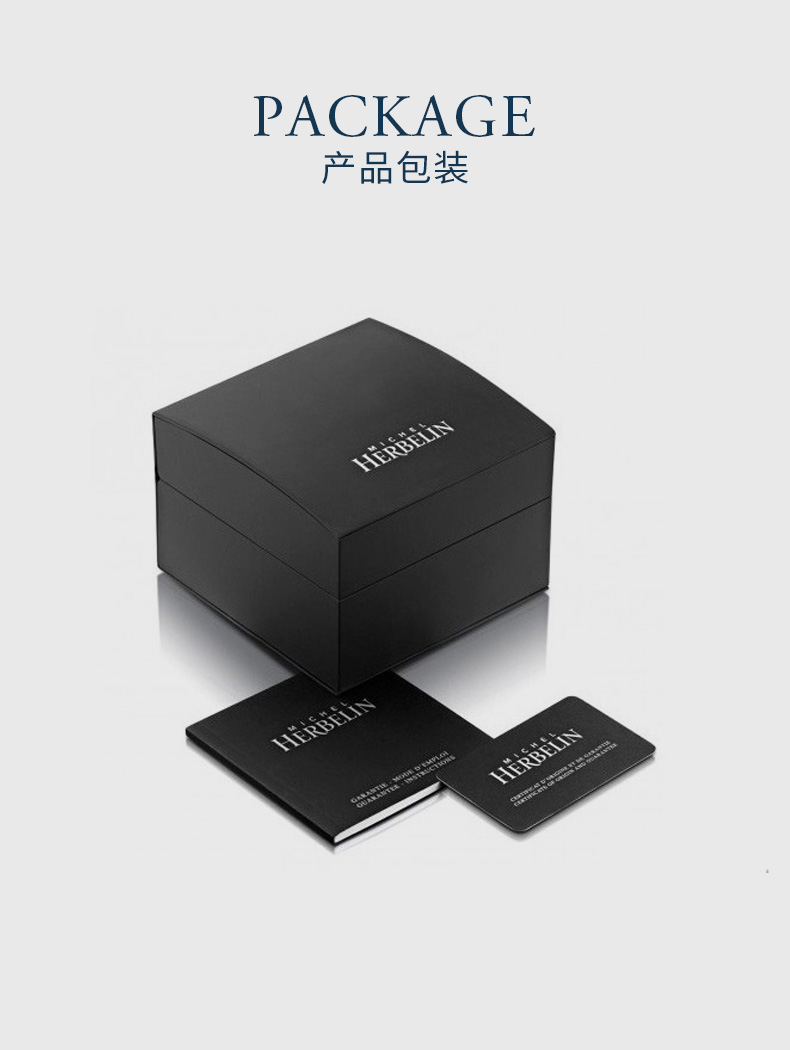 PACKAGE
产品包装
MICHEL
HERBELIN
MICHEL
HERBELIN
GARANTIE - MODE D'EMPLOI
GUARANTEE - INSTRUCTIONS
MICHEL
HERBELIN
CERTIFICAT D'ORIGINE ET DE GARANTIE
CERTIFICATE OF ORIGIN AND GUARANTEE